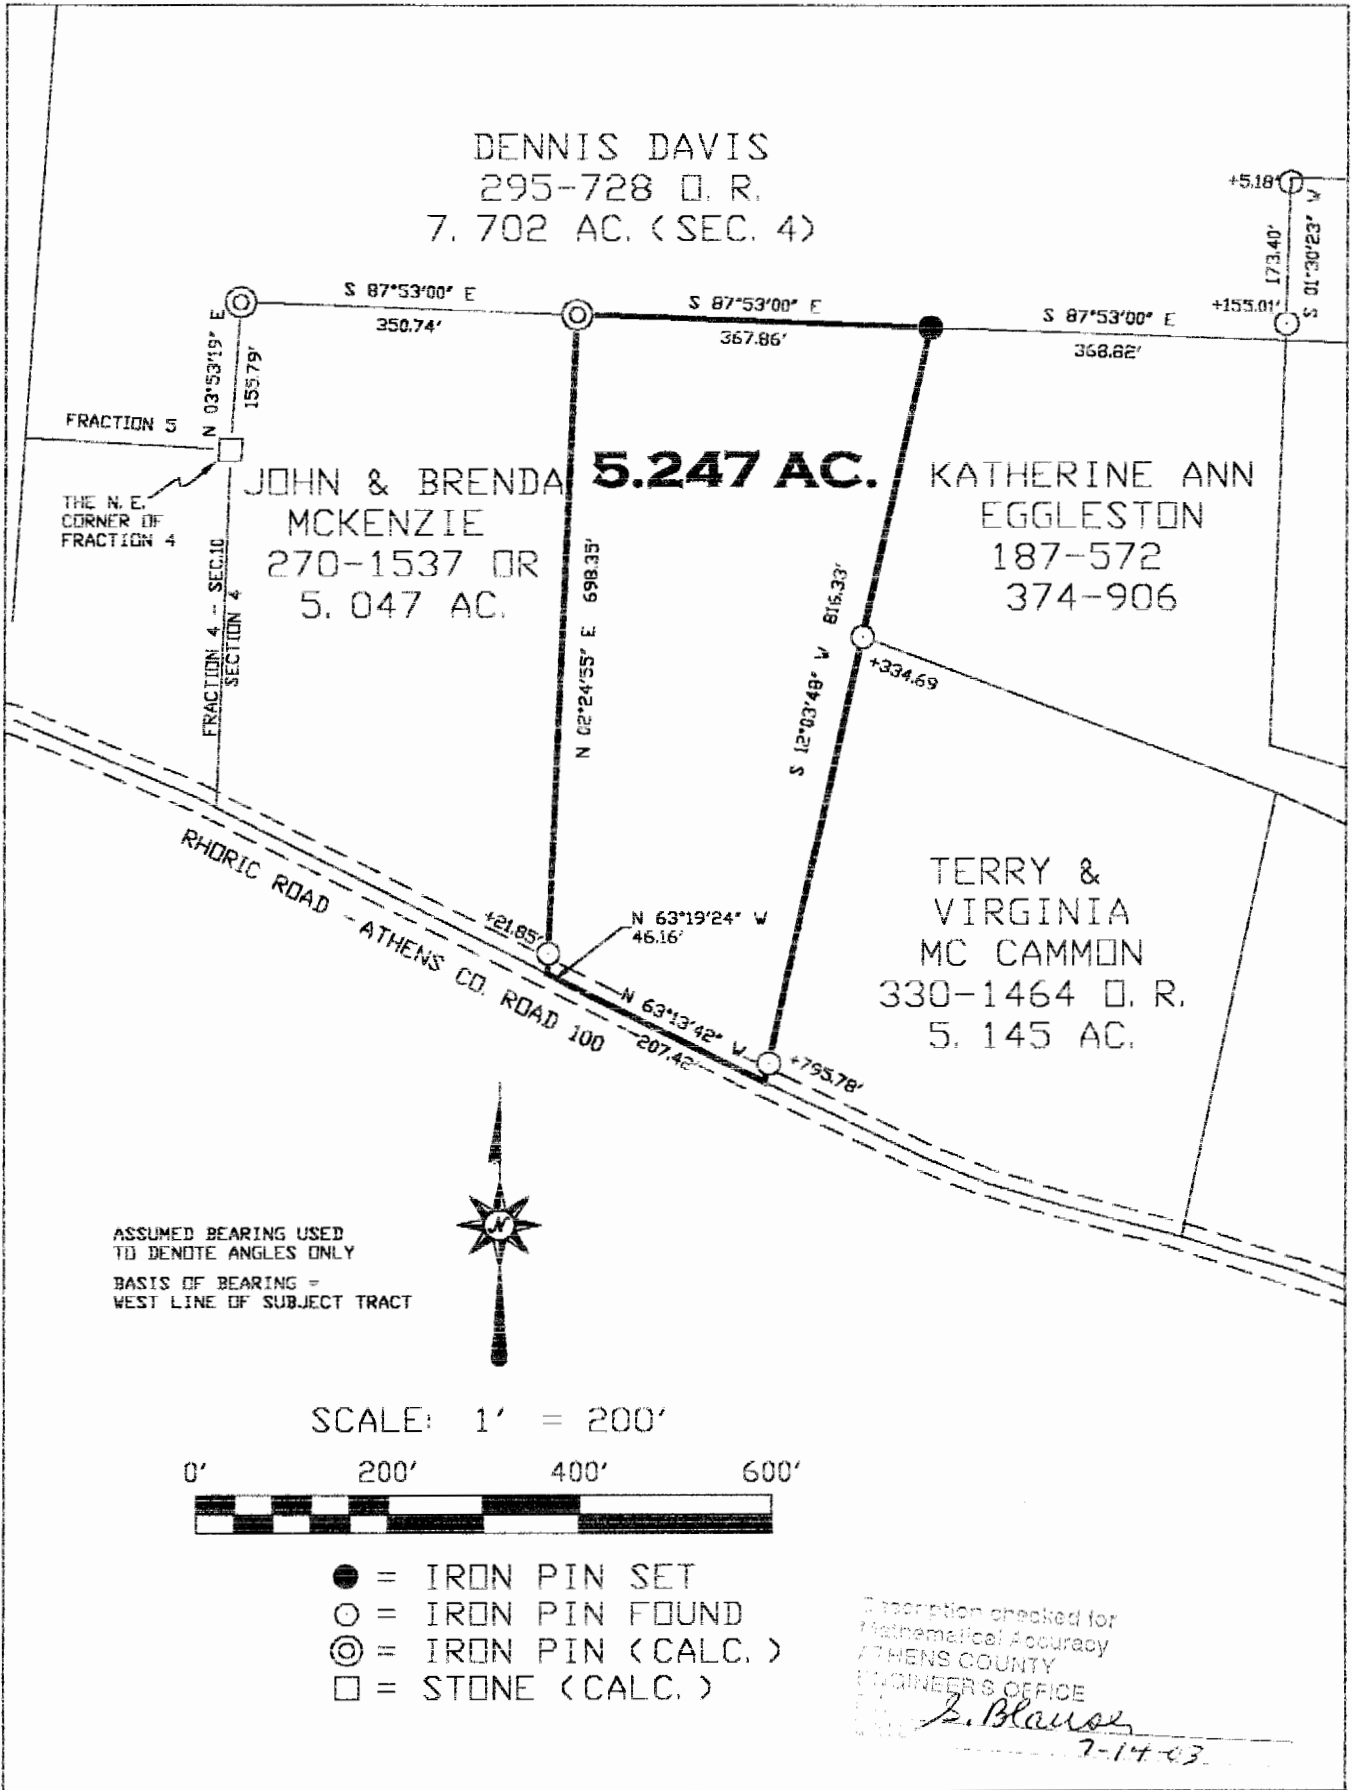 DENNIS DAVIS
295-728 O. R.
7. 702 AC. (SEC. 4)
+5.18'
173.40'
S 01°30'23" W
+155.01'
S 87°53'00" E
350.74'
S 87°53'00" E
367.86'
S 87°53'00" E
368.82'
N 03°53'19" E
155.79'
FRACTION 5
THE N. E.
CORNER OF
FRACTION 4
JOHN & BRENDA
MCKENZIE
270-1537 OR
5. 047 AC.
5.247 AC.
KATHERINE ANN
EGGLESTON
187-572
374-906
FRACTION 4 - SEC.10
SECTION 4
N 02°24'55" E 698.35'
S 12°03'48" W 816.33'
+334.69
RHORIC ROAD - ATHENS CO. ROAD 100
+21.85'
N 63°19'24" W
46.16'
N 63°13'42" W
207.42'
+795.78'
TERRY &
VIRGINIA
MC CAMMON
330-1464 O. R.
5. 145 AC.
N
ASSUMED BEARING USED
TO DENOTE ANGLES ONLY
BASIS OF BEARING =
WEST LINE OF SUBJECT TRACT
SCALE: 1' = 200'
0' 200' 400' 600'
● = IRON PIN SET
○ = IRON PIN FOUND
◎ = IRON PIN (CALC. )
□ = STONE (CALC. )
Description checked for
Mathematical Accuracy
ATHENS COUNTY
ENGINEERS OFFICE
S. Blauser
7-14-03